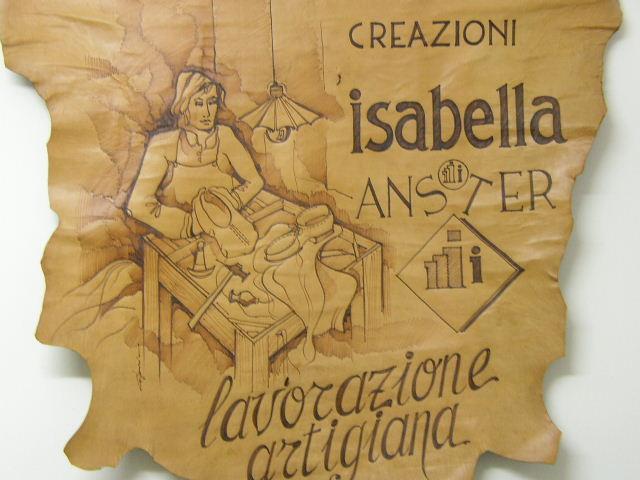 CREAZIONI
isabella
ANSTER
i
lavorazione
artigiana